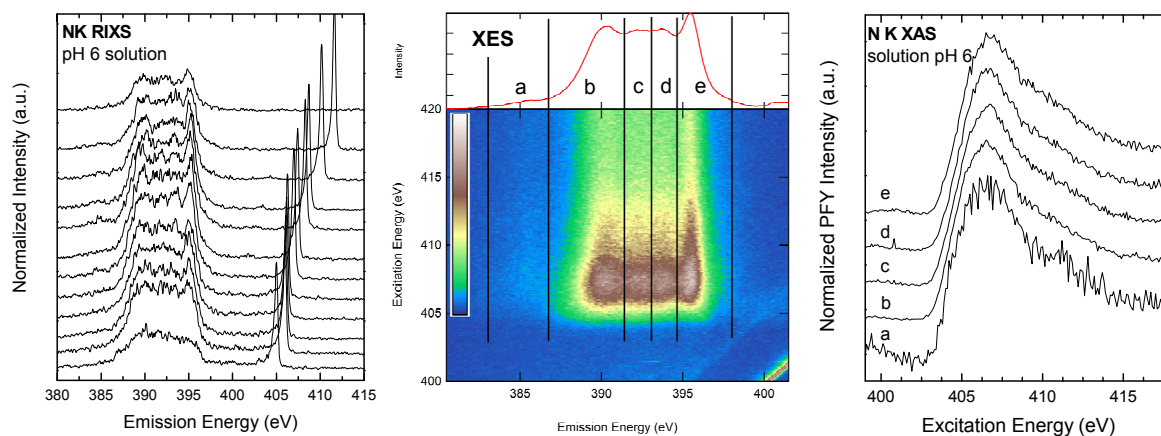 NK RIXS
pH 6 solution
Normalized Intensity (a.u.)
380 385 390 395 400 405 410 415
Emission Energy (eV)
XES
Intensity
a b c d e
420
415
410
405
400
Excitation Energy (eV)
385 390 395 400
Emission Energy (eV)
N K XAS
solution pH 6
Normalized PFY Intensity (a.u.)
e
d
c
b
a
400 405 410 415
Excitation Energy (eV)